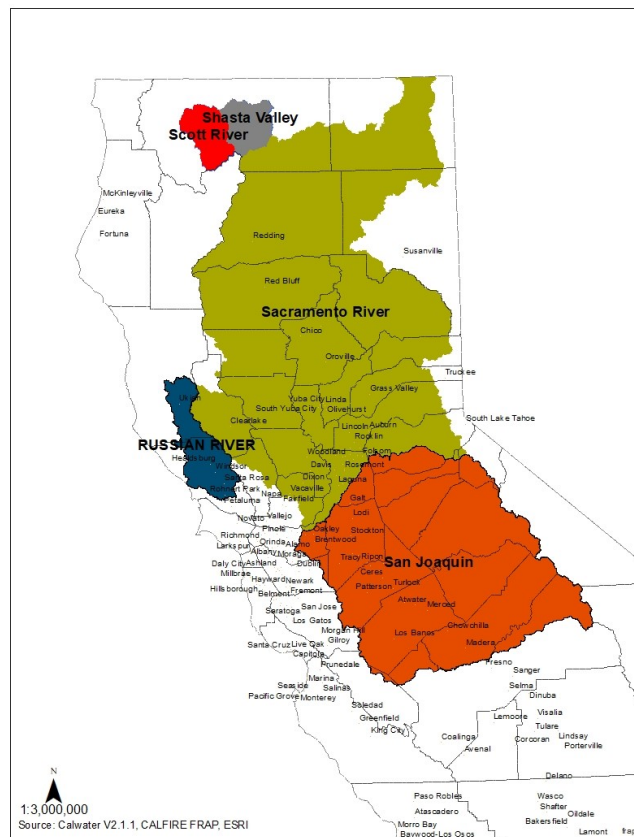 Shasta Valley
Scott River
McKinleyville
Eureka
Fortuna
Redding
Susanville
Red Bluff
Sacramento River
Chico
Oroville
Truckee
Grass Valley
Ukiah
Yuba City Linda
South Yuba City Olivehurst
Clearlake
Lincoln Auburn
South Lake Tahoe
Rocklin
RUSSIAN RIVER
Woodland Folsom
Healdsburg
Windsor
Davis Rosemont
Santa Rosa
Dixon Laguna
Rohnert Park
Napa Vacaville
Petaluma
Fairfield
Galt
Novato Vallejo
Lodi
Pinole
Oakley
Stockton
Richmond
Orinda Alamo Brentwood
Larkspur
Albany Moraga
Tracy Ripon
San Joaquin
Daly City Ashland Dublin
Ceres
Millbrae
Hayward Newark
Patterson Turlock
Hillsborough
Belmont Fremont
Atwater
Merced
Saratoga San Jose
Los Gatos
Chowchilla
Morgan Hill
Los Banos
Gilroy
Madera
Santa Cruz Live Oak
Capitola
Prunedale
Fresno
Sanger
Marina
Seaside Salinas
Selma
Pacific Grove Monterey
Dinuba
Soledad
Visalia
Greenfield
Lemoore
Tulare
King City
Coalinga
Corcoran
Lindsay
Avenal
Porterville
Delano
N
Paso Robles
Wasco
1:3,000,000
Atascadero
Shafter
Oildale
Source: Calwater V2.1.1, CALFIRE FRAP, ESRI
Morro Bay
Bakersfield
Baywood-Los Osos
Lamont
frap